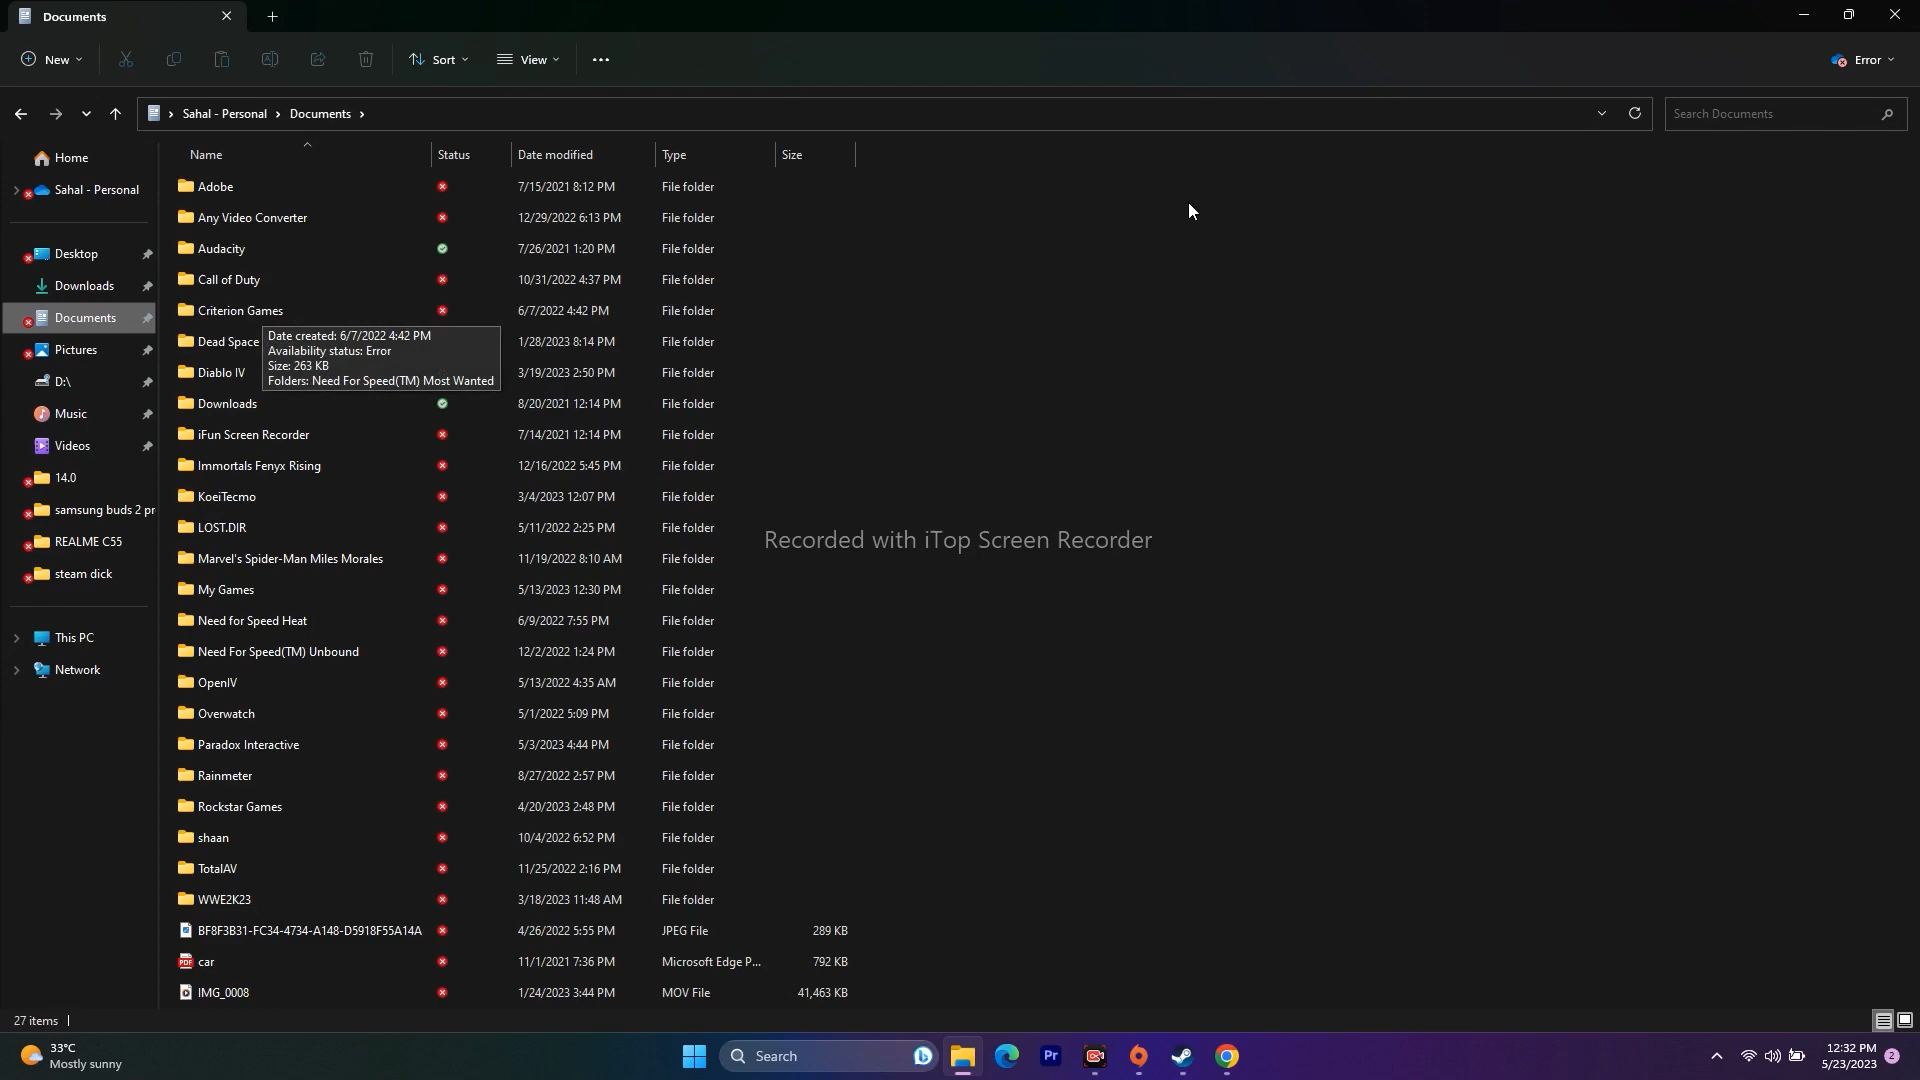 Documents
New
Sort
View
Error
Sahal - Personal
Documents
Search Documents
Home
Sahal - Personal
Desktop
Downloads
Documents
Pictures
D:\
Music
Videos
14.0
samsung buds 2 pr
REALME C55
steam dick
This PC
Network
Name Status Date modified Type Size
Adobe 7/15/2021 8:12 PM File folder
Any Video Converter 12/29/2022 6:13 PM File folder
Audacity 7/26/2021 1:20 PM File folder
Call of Duty 10/31/2022 4:37 PM File folder
Criterion Games 6/7/2022 4:42 PM File folder
Dead Space 1/28/2023 8:14 PM File folder
Diablo IV 3/19/2023 2:50 PM File folder
Date created: 6/7/2022 4:42 PM
Availability status: Error
Size: 263 KB
Folders: Need For Speed(TM) Most Wanted
Downloads 8/20/2021 12:14 PM File folder
iFun Screen Recorder 7/14/2021 12:14 PM File folder
Immortals Fenyx Rising 12/16/2022 5:45 PM File folder
KoeiTecmo 3/4/2023 12:07 PM File folder
LOST.DIR 5/11/2022 2:25 PM File folder
Recorded with iTop Screen Recorder
Marvel's Spider-Man Miles Morales 11/19/2022 8:10 AM File folder
My Games 5/13/2023 12:30 PM File folder
Need for Speed Heat 6/9/2022 7:55 PM File folder
Need For Speed(TM) Unbound 12/2/2022 1:24 PM File folder
OpenIV 5/13/2022 4:35 AM File folder
Overwatch 5/1/2022 5:09 PM File folder
Paradox Interactive 5/3/2023 4:44 PM File folder
Rainmeter 8/27/2022 2:57 PM File folder
Rockstar Games 4/20/2023 2:48 PM File folder
shaan 10/4/2022 6:52 PM File folder
TotalAV 11/25/2022 2:16 PM File folder
WWE2K23 3/18/2023 11:48 AM File folder
BF8F3B31-FC34-4734-A148-D5918F55A14A 4/26/2022 5:55 PM JPEG File 289 KB
PDF car 11/1/2021 7:36 PM Microsoft Edge P... 792 KB
IMG_0008 1/24/2023 3:44 PM MOV File 41,463 KB
27 items
33°C
Mostly sunny
Search
Pr
12:32 PM
5/23/2023
2